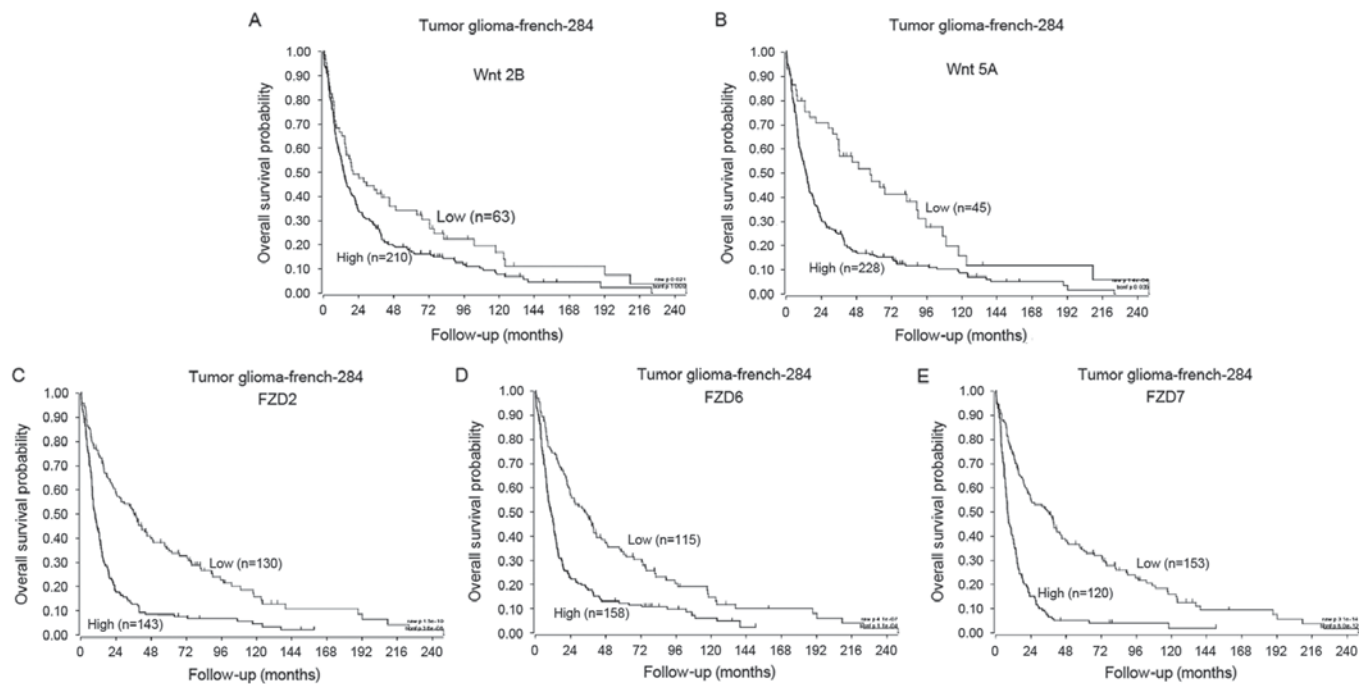 A
Tumor glioma-french-284
Wnt 2B
Overall survival probability
1.00
0.90
0.80
0.70
0.60
0.50
0.40
0.30
0.20
0.10
0.00
Low (n=63)
High (n=210)
0 24 48 72 96 120 144 168 192 216 240
Follow-up (months)
B
Tumor glioma-french-284
Wnt 5A
Overall survival probability
1.00
0.90
0.80
0.70
0.60
0.50
0.40
0.30
0.20
0.10
0.00
Low (n=45)
High (n=228)
0 24 48 72 96 120 144 168 192 216 240
Follow-up (months)
C
Tumor glioma-french-284
FZD2
Overall survival probability
1.00
0.90
0.80
0.70
0.60
0.50
0.40
0.30
0.20
0.10
0.00
Low (n=130)
High (n=143)
0 24 48 72 96 120 144 168 192 216 240
Follow-up (months)
D
Tumor glioma-french-284
FZD6
Overall survival probability
1.00
0.90
0.80
0.70
0.60
0.50
0.40
0.30
0.20
0.10
0.00
Low (n=115)
High (n=158)
0 24 48 72 96 120 144 168 192 216 240
Follow-up (months)
E
Tumor glioma-french-284
FZD7
Overall survival probability
1.00
0.90
0.80
0.70
0.60
0.50
0.40
0.30
0.20
0.10
0.00
Low (n=153)
High (n=120)
0 24 48 72 96 120 144 168 192 216 240
Follow-up (months)